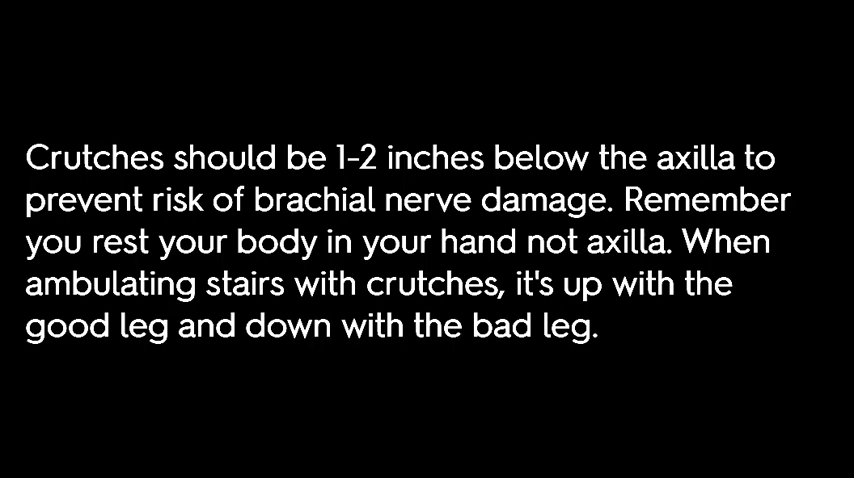 Crutches should be 1-2 inches below the axilla to
prevent risk of brachial nerve damage. Remember
you rest your body in your hand not axilla. When
ambulating stairs with crutches, it's up with the
good leg and down with the bad leg.